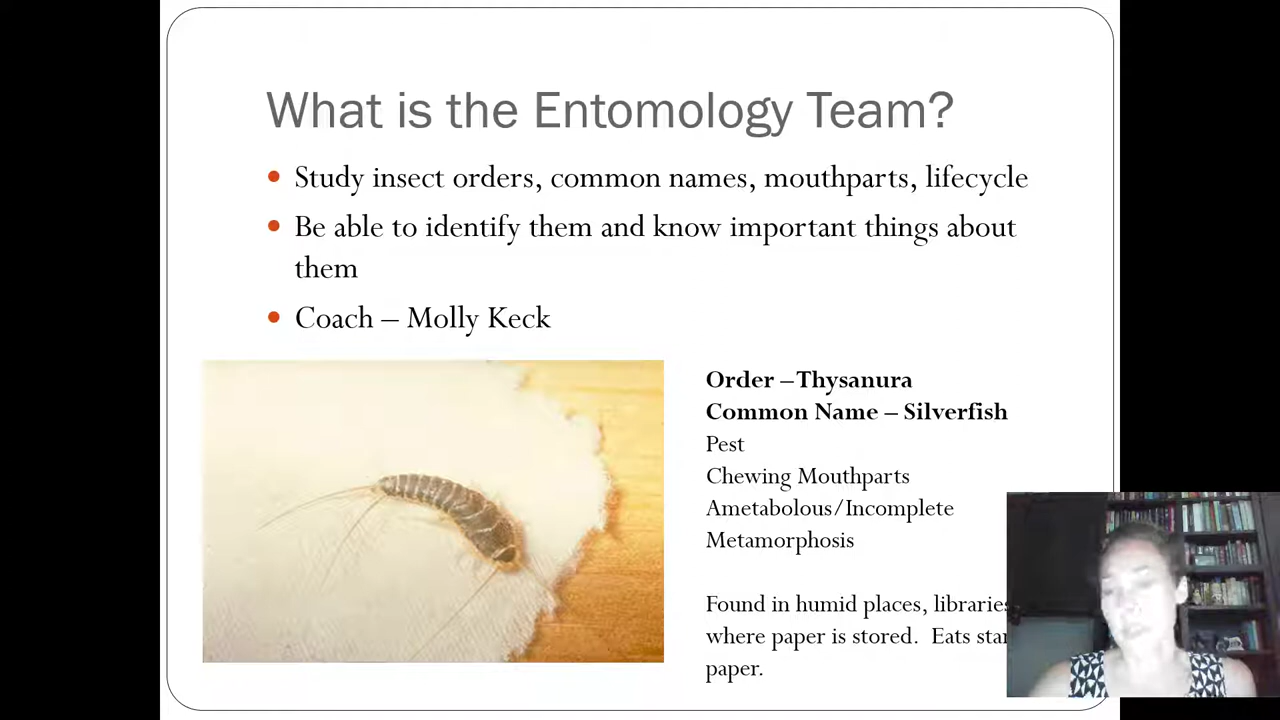 What is the Entomology Team?
• Study insect orders, common names, mouthparts, lifecycle
• Be able to identify them and know important things about
them
• Coach – Molly Keck
Order – Thysanura
Common Name – Silverfish
Pest
Chewing Mouthparts
Ametabolous/Incomplete
Metamorphosis
Found in humid places, libraries
where paper is stored. Eats
paper.